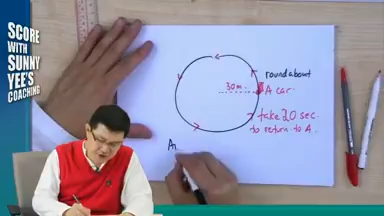 SCORE
WITH
SUNNY
YEE'S
COACHING
roundabout
30m.
A car.
take 20 sec.
to return to A.
A